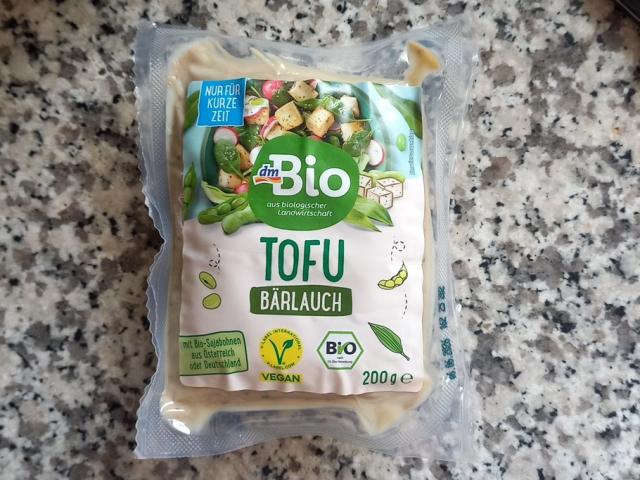 NUR FÜR
KURZE
ZEIT
dm
Bio
aus biologischer
Landwirtschaft
TOFU
BÄRLAUCH
mit Bio-Sojabohnen
aus Österreich
oder Deutschland
VEGAN
BIO
200 g e